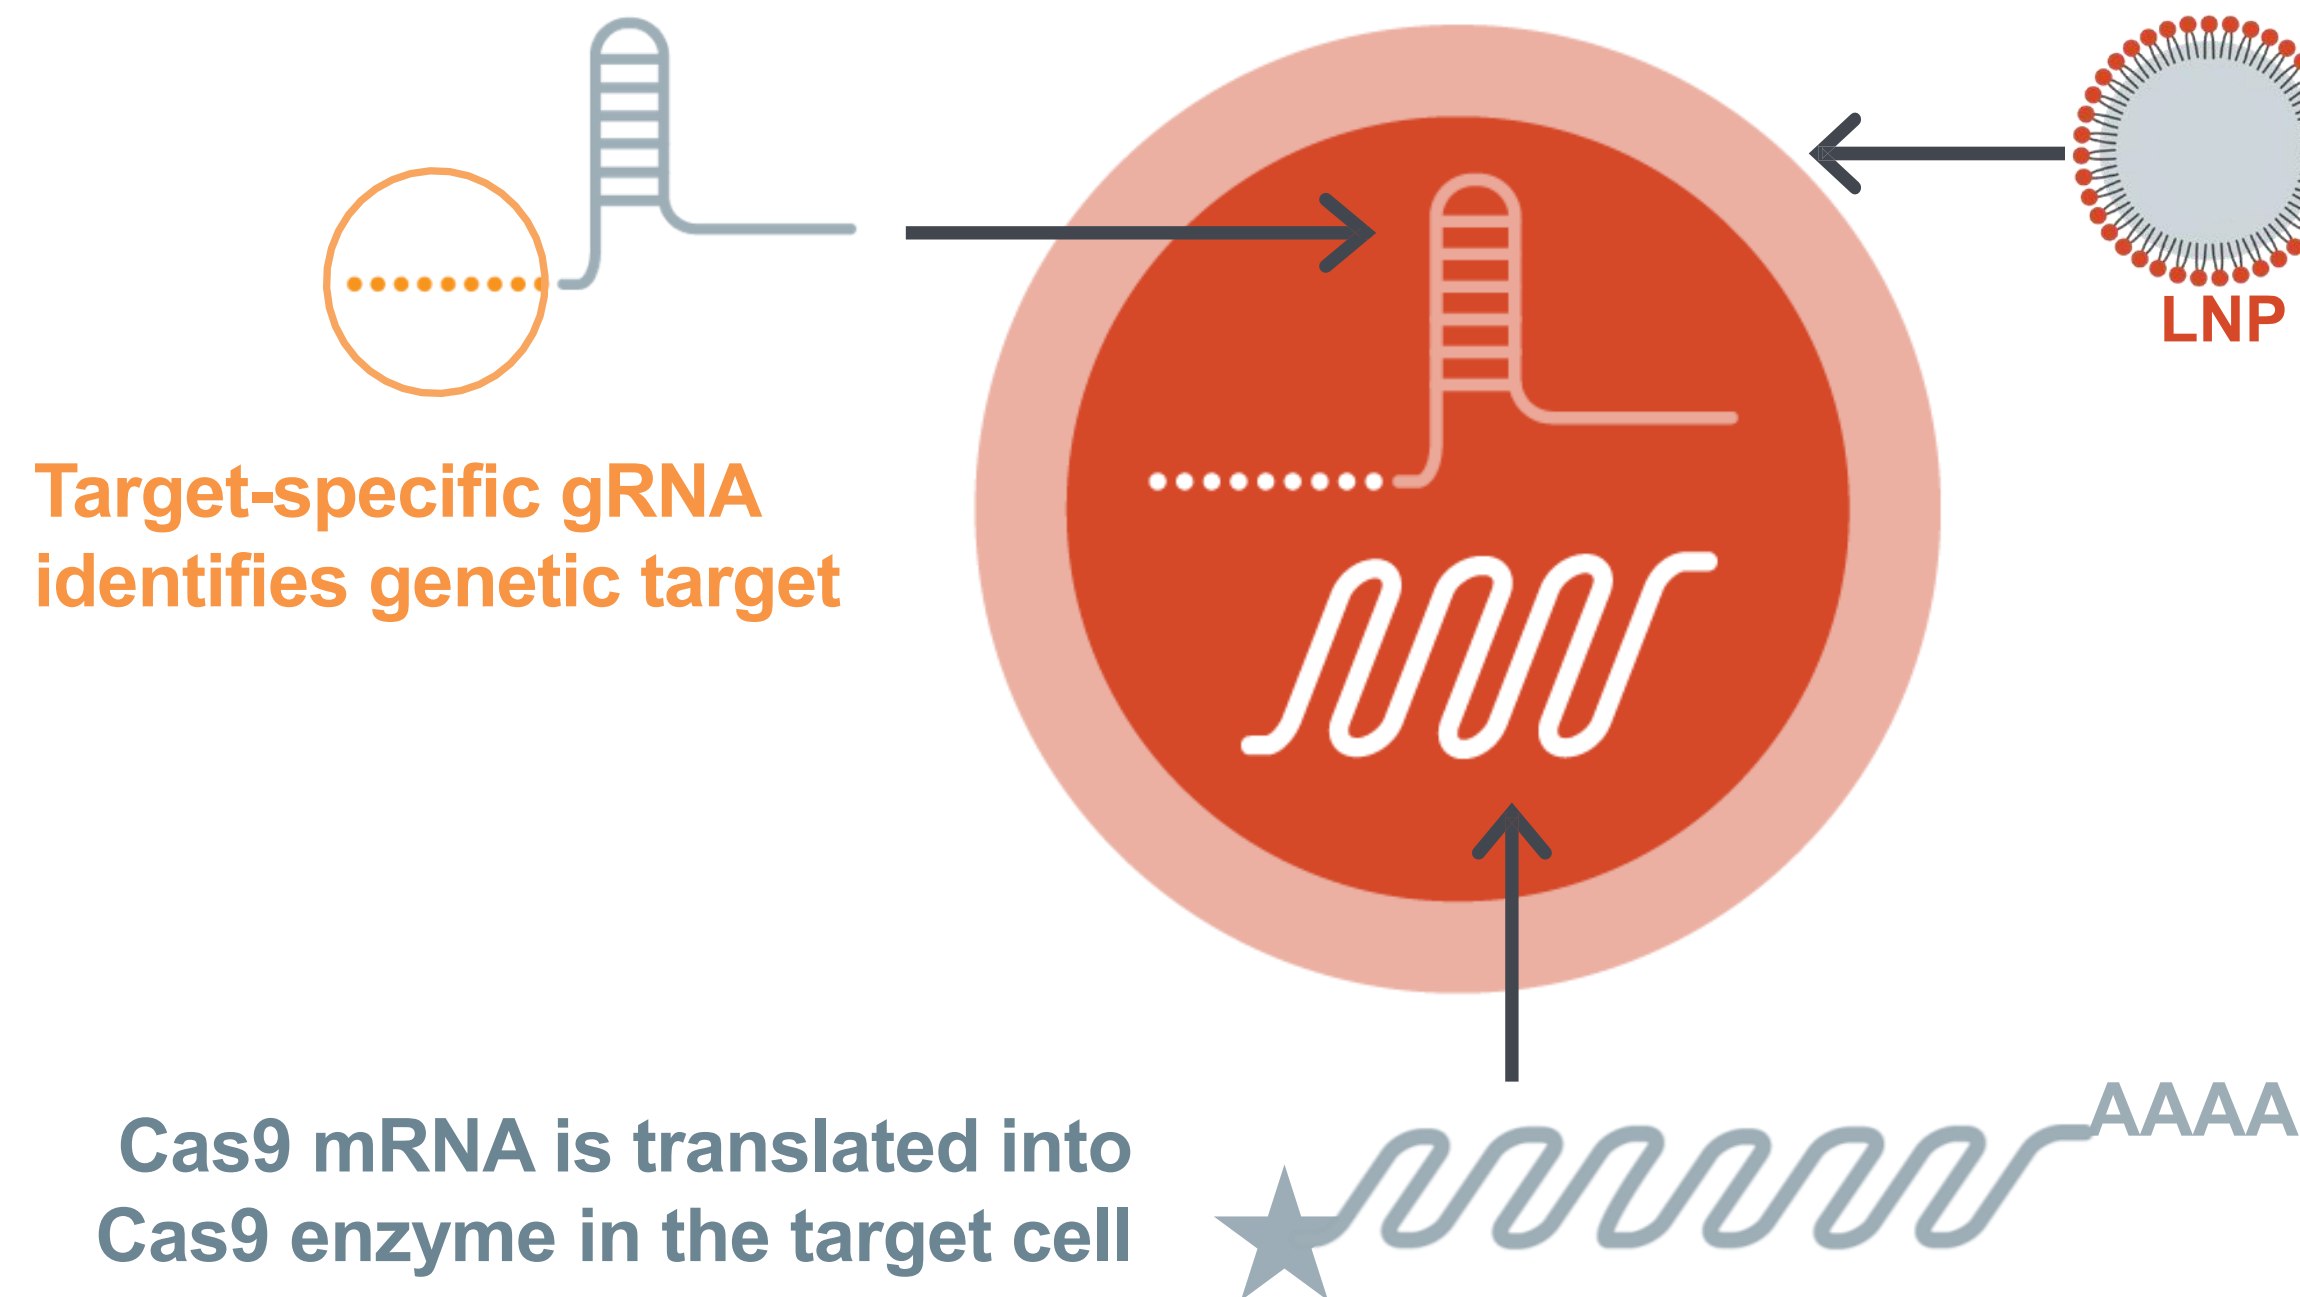 LNP
Target-specific gRNA
identifies genetic target
AAAA
Cas9 mRNA is translated into
Cas9 enzyme in the target cell